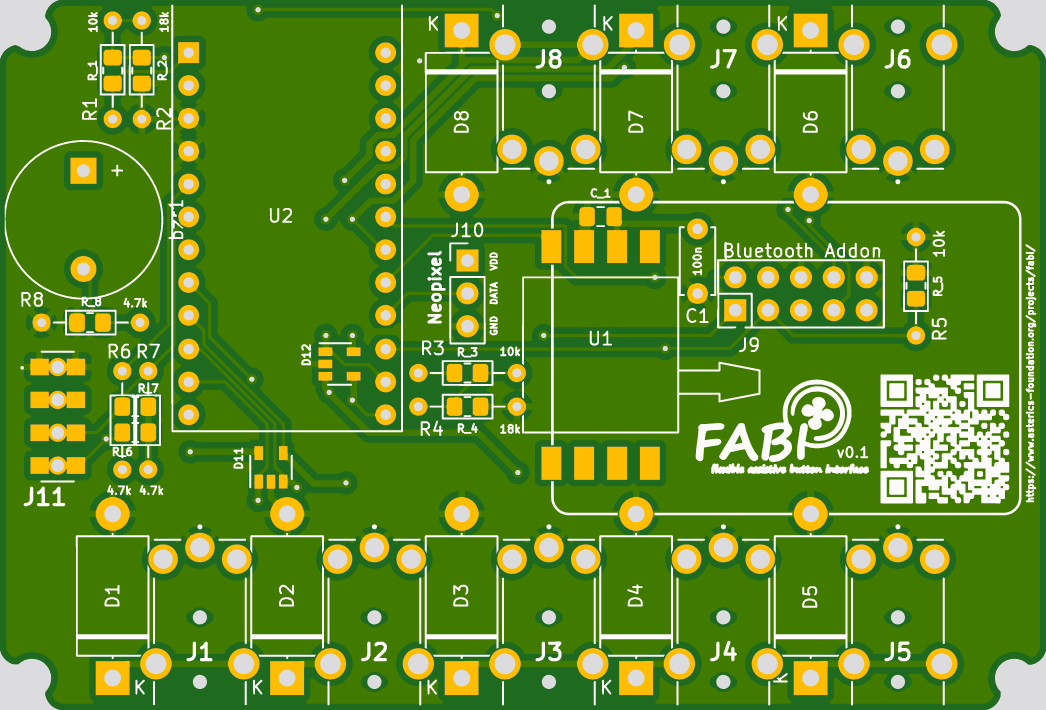 10k
18k
R_1
R_2
R1
R2
K
J8
K
J7
K
J6
D8
D7
D6
+
bzr1
U2
C_1
J10
VDD
DATA
GND
Neopixel
100n
C1
Bluetooth Addon
J9
10k
R_5
R5
R8
R_8
4.7k
D12
R3
R_3
10k
U1
R6
R7
R_7
R_6
4.7k
4.7k
J11
D11
R4
R_4
18k
FABI
v0.1
flexible assistive button interface
https://www.asterics-foundation.org/projects/fabi/
D1
D2
D3
D4
D5
J1
J2
J3
J4
J5
K
K
K
K
K